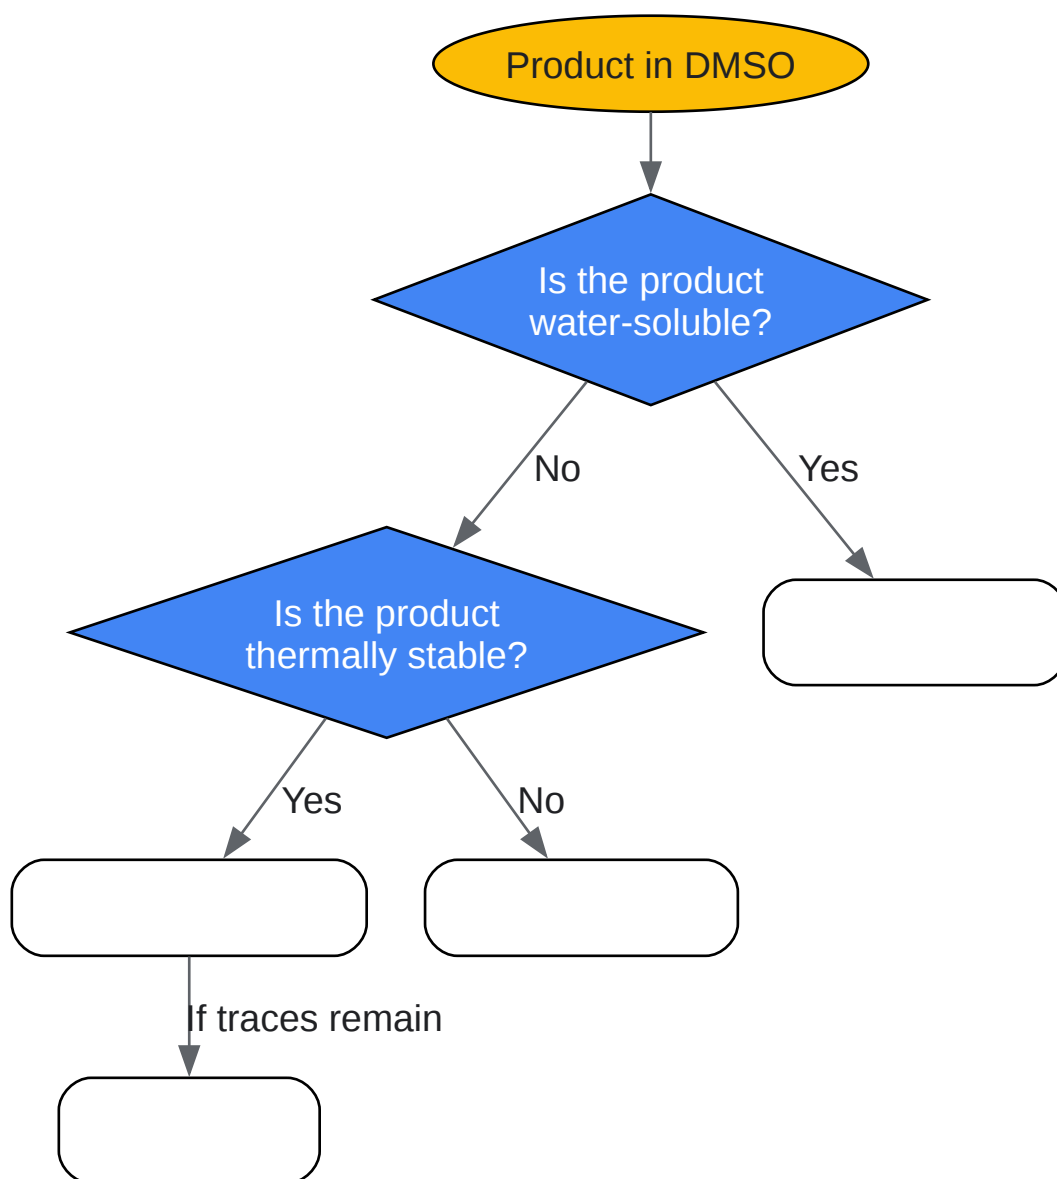 Product in DMSO
Is the product
water-soluble?
No
Yes
Is the product
thermally stable?
Yes
No
If traces remain